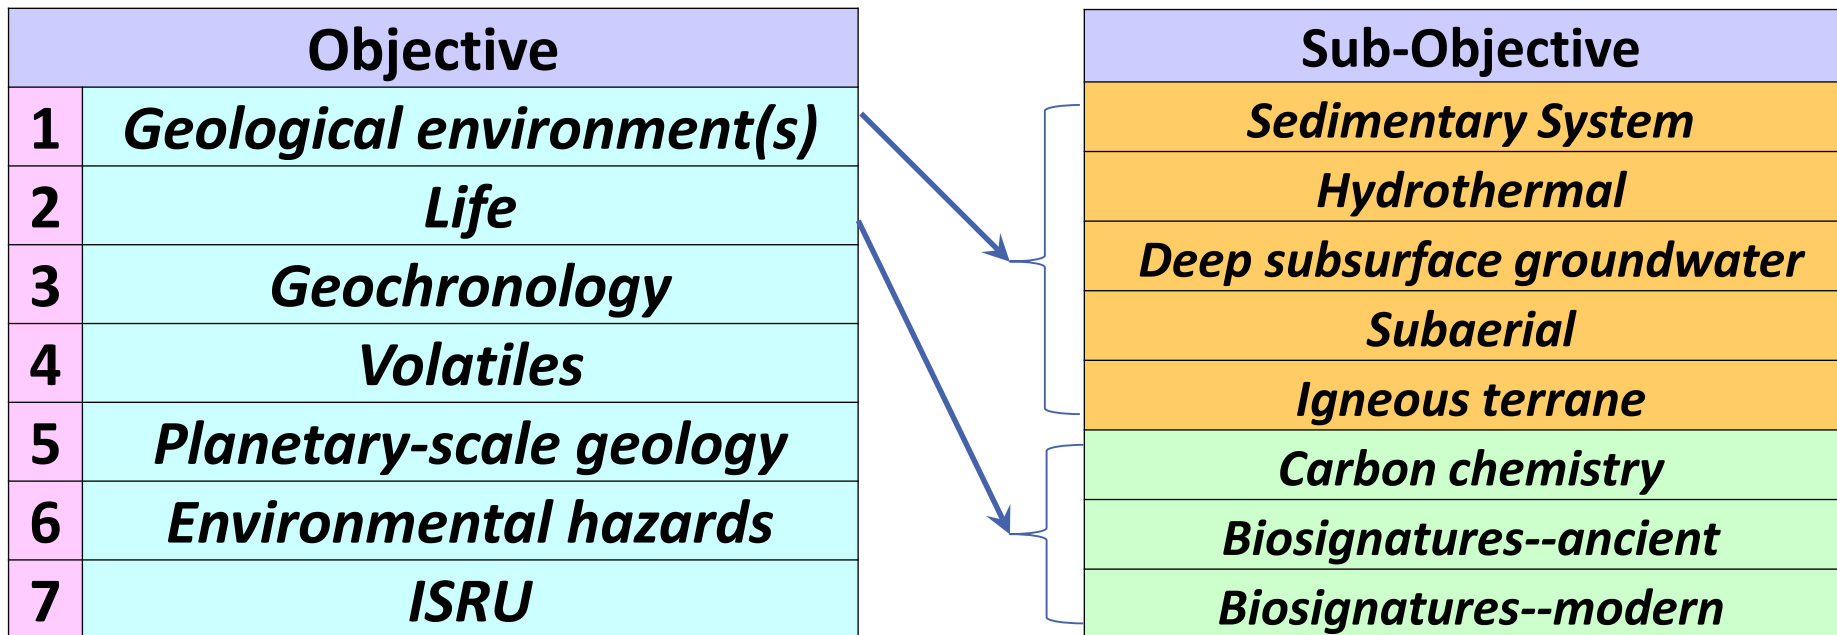 Objective
1 Geological environment(s)
2 Life
3 Geochronology
4 Volatiles
5 Planetary-scale geology
6 Environmental hazards
7 ISRU
Sub-Objective
Sedimentary System
Hydrothermal
Deep subsurface groundwater
Subaerial
Igneous terrane
Carbon chemistry
Biosignatures--ancient
Biosignatures--modern